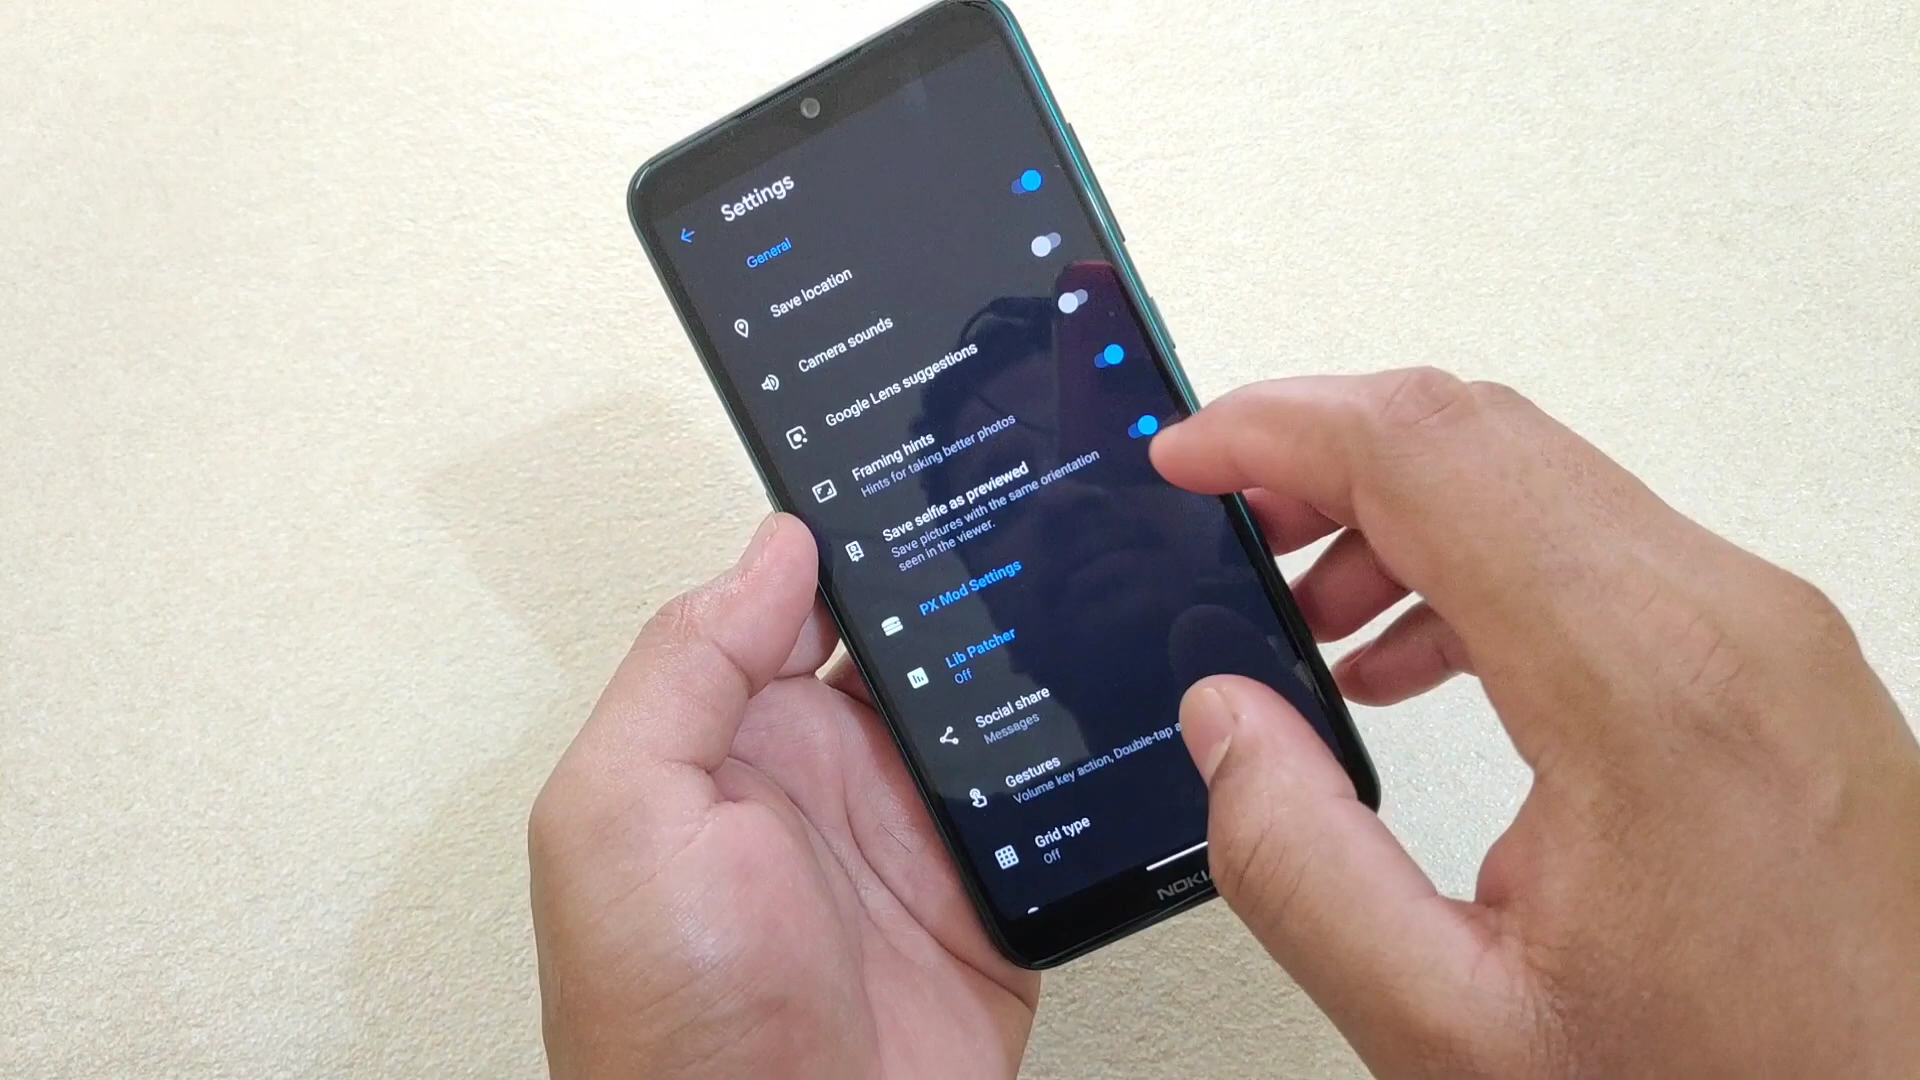 Settings
General
Save location
Camera sounds
Google Lens suggestions
Framing hints
Hints for taking better photos
Save selfie as previewed
Save pictures with the same orientation
seen in the viewer.
PX Mod Settings
Lib Patcher
Off
Social share
Messages
Gestures
Volume key action, Double-tap a
Grid type
Off
NOKIA